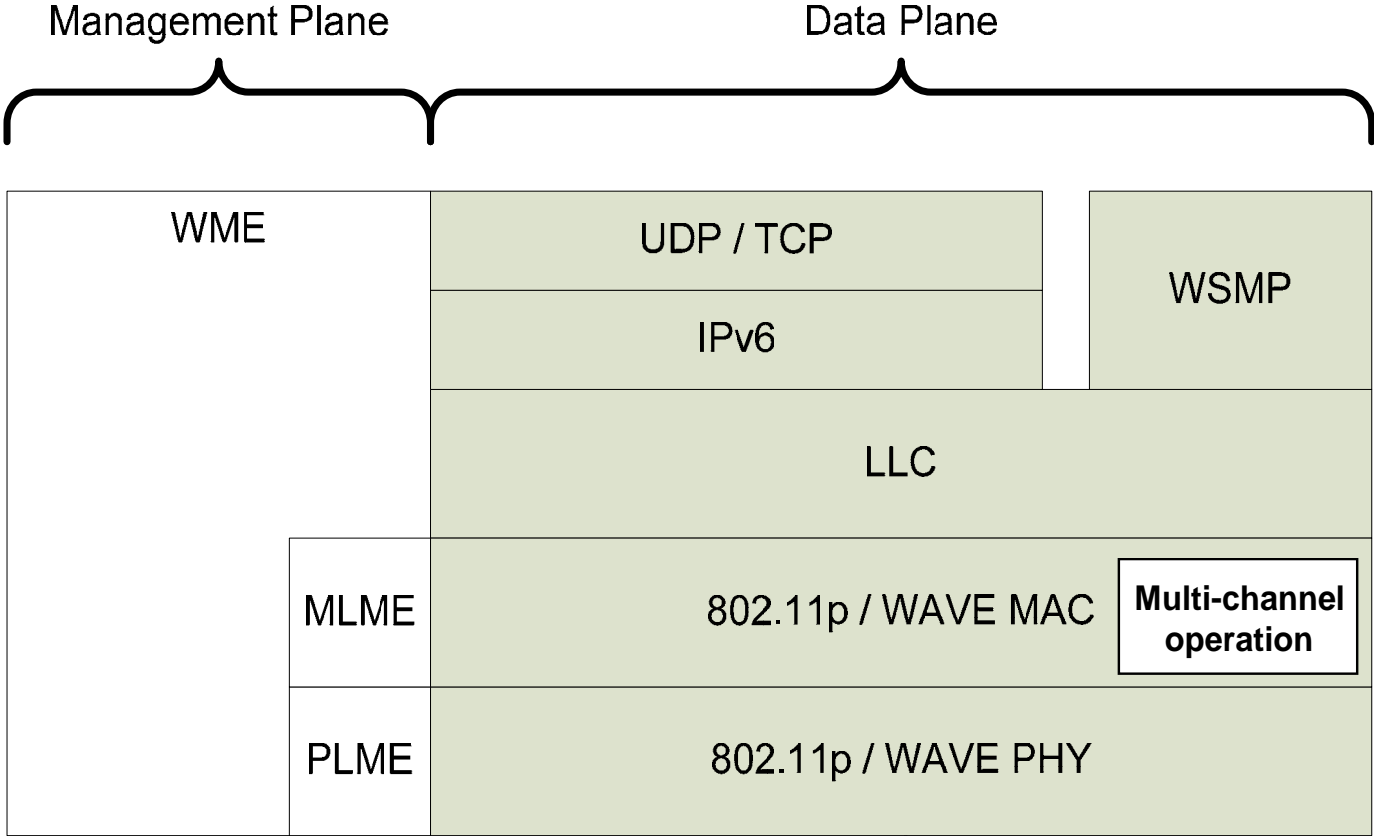 Management Plane
Data Plane
WME
UDP / TCP
WSMP
IPv6
LLC
MLME
802.11p / WAVE MAC
Multi-channel
operation
PLME
802.11p / WAVE PHY